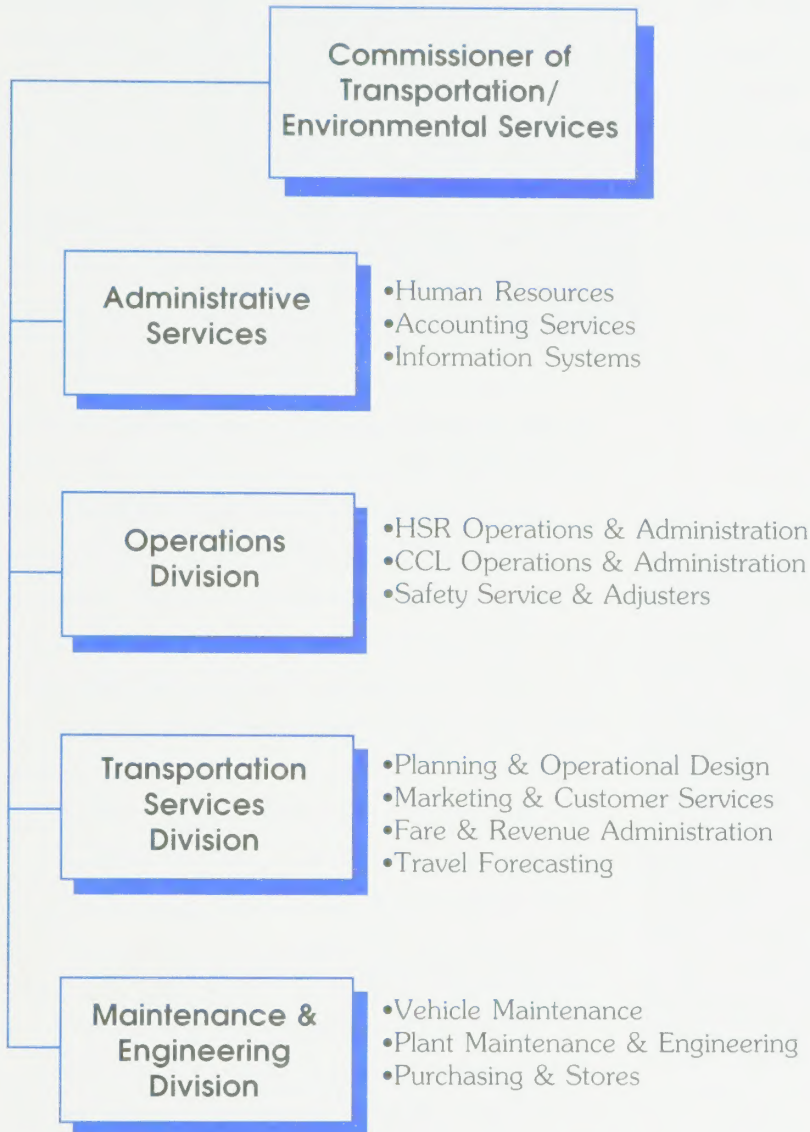 Commissioner of
Transportation/
Environmental Services
Administrative
Services
•Human Resources
•Accounting Services
•Information Systems
Operations
Division
•HSR Operations & Administration
•CCL Operations & Administration
•Safety Service & Adjusters
Transportation
Services
Division
•Planning & Operational Design
•Marketing & Customer Services
•Fare & Revenue Administration
•Travel Forecasting
Maintenance &
Engineering
Division
•Vehicle Maintenance
•Plant Maintenance & Engineering
•Purchasing & Stores